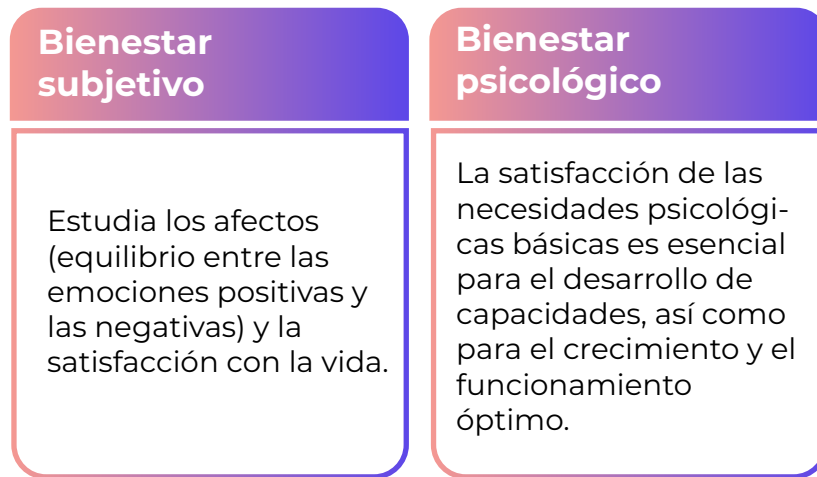 Bienestar
subjetivo
Estudia los afectos
(equilibrio entre las
emociones positivas y
las negativas) y la
satisfacción con la vida.
Bienestar
psicológico
La satisfacción de las
necesidades psicológi-
cas básicas es esencial
para el desarrollo de
capacidades, así como
para el crecimiento y el
funcionamiento
óptimo.